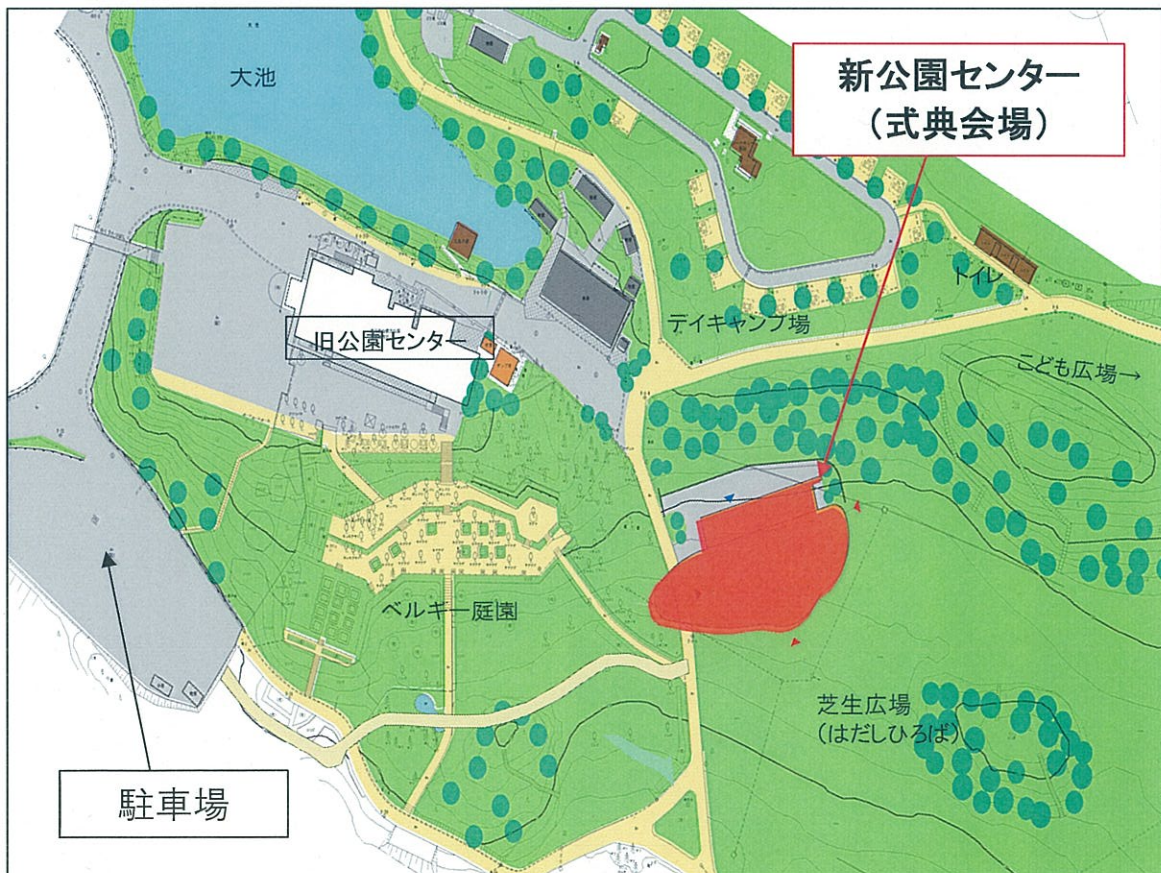 大池
新公園センター
(式典会場)
旧公園センター
デイキャンプ場
トイレ
こども広場→
ベルギー庭園
芝生広場
(はだしひろば)
駐車場